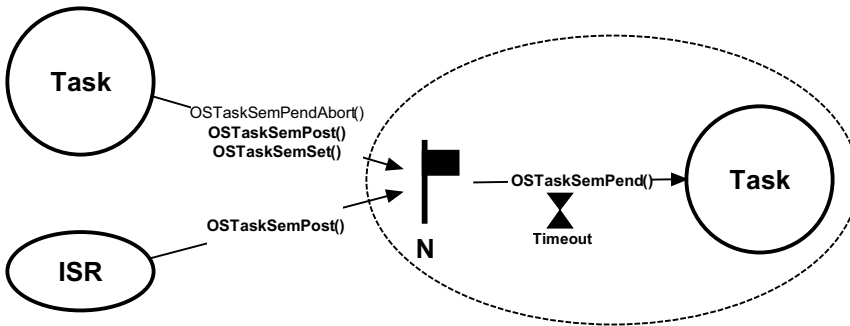 Task
OSTaskSemPendAbort()
OSTaskSemPost()
OSTaskSemSet()
OSTaskSemPend()
Task
Timeout
OSTaskSemPost()
N
ISR